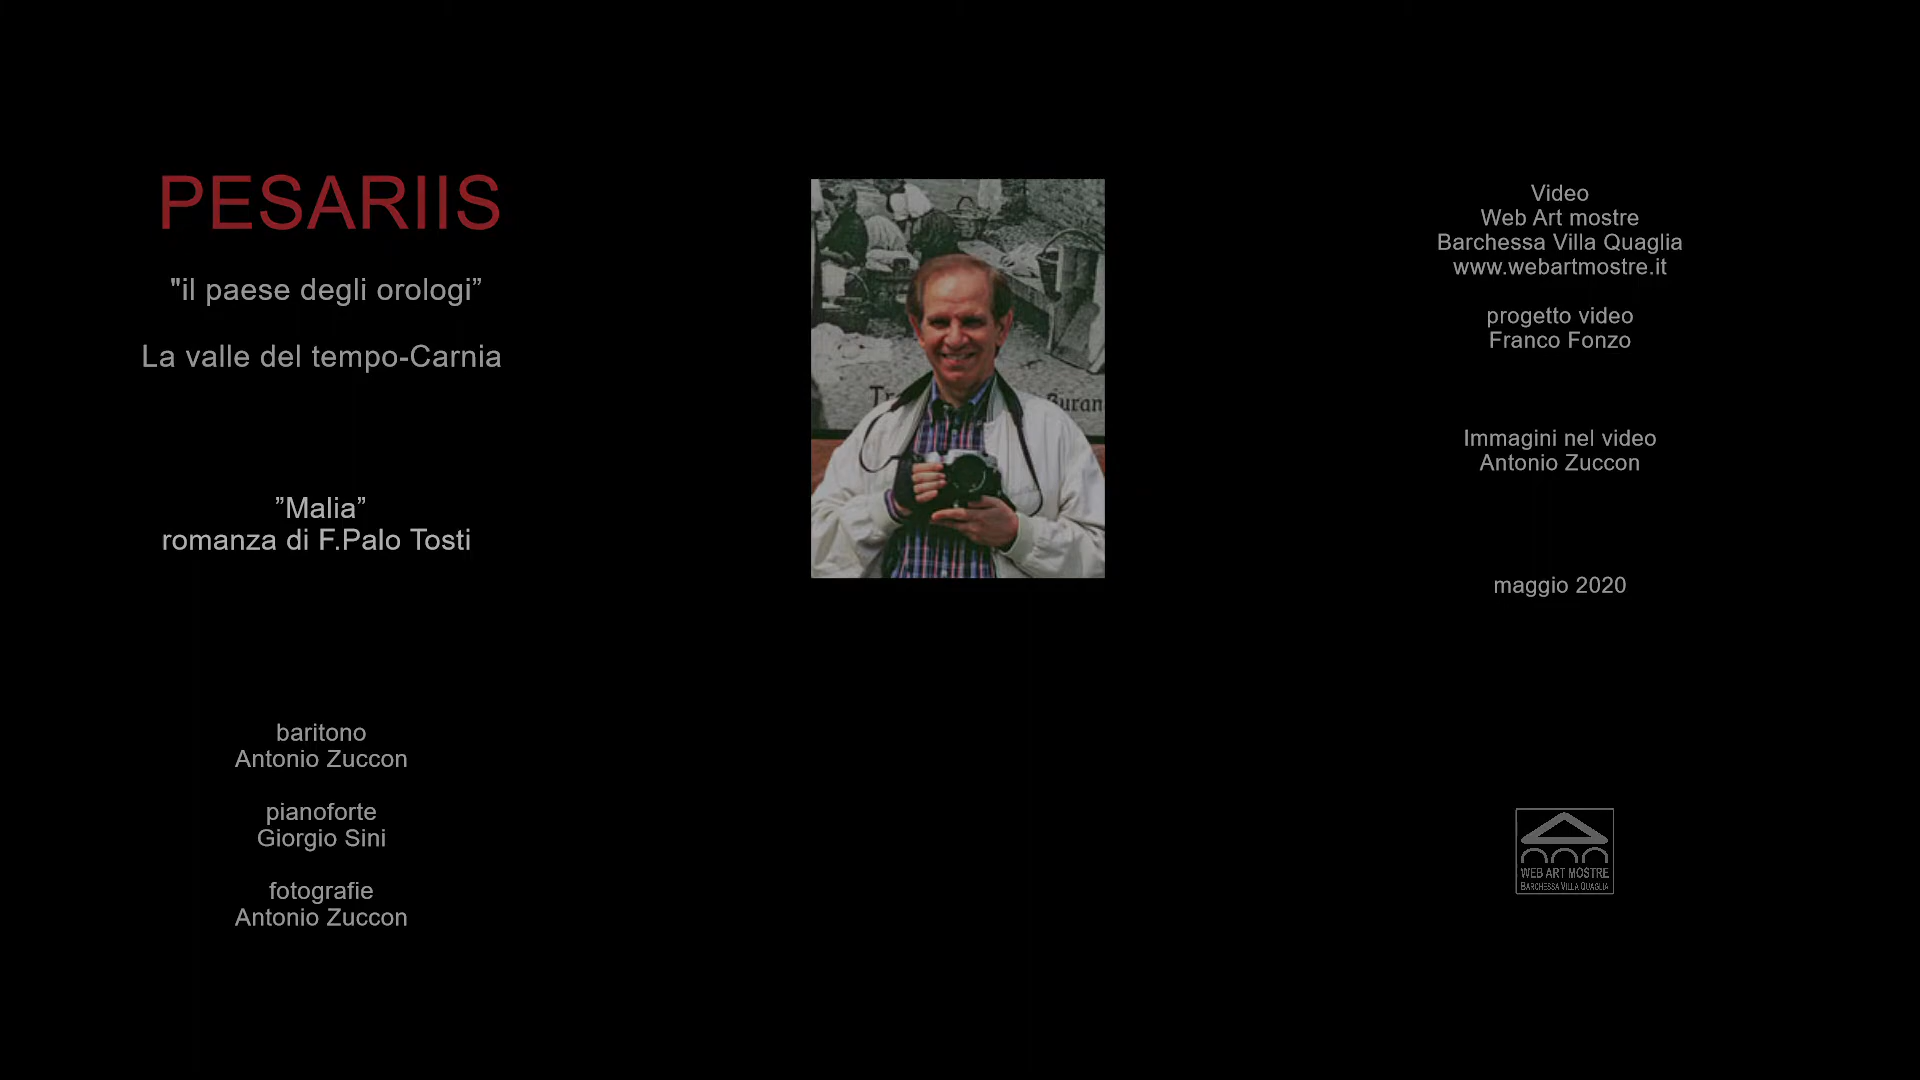 PESARIIS
"il paese degli orologi”
La valle del tempo-Carnia
”Malia”
romanza di F.Palo Tosti
baritono
Antonio Zuccon
pianoforte
Giorgio Sini
fotografie
Antonio Zuccon
Video
Web Art mostre
Barchessa Villa Quaglia
www.webartmostre.it
progetto video
Franco Fonzo
Immagini nel video
Antonio Zuccon
maggio 2020
WEB ART MOSTRE
BARCHESSA VILLA QUAGLIA